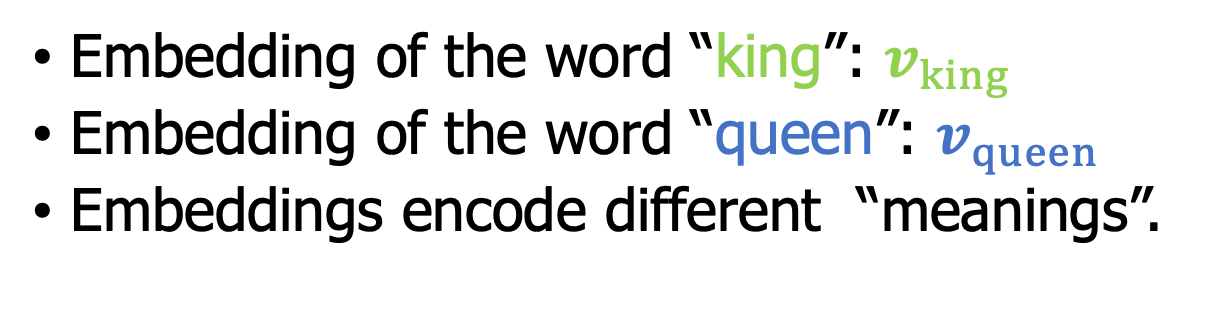 • Embedding of the word “king”: 𝒗king
• Embedding of the word “queen”: 𝒗queen
• Embeddings encode different “meanings”.